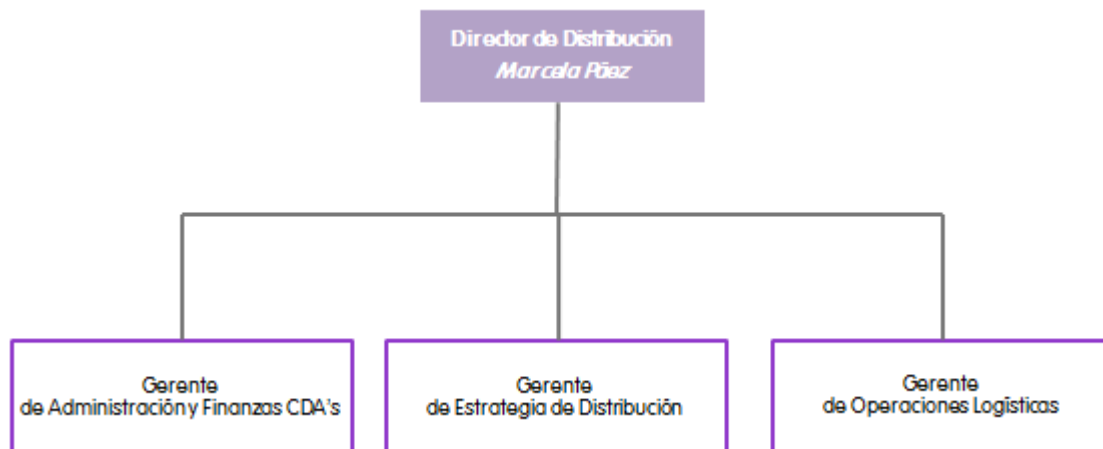 Director de Distribución
Marcela Páez
Gerente
de Administración y Finanzas CDA's
Gerente
de Estrategia de Distribución
Gerente
de Operaciones Logísticas